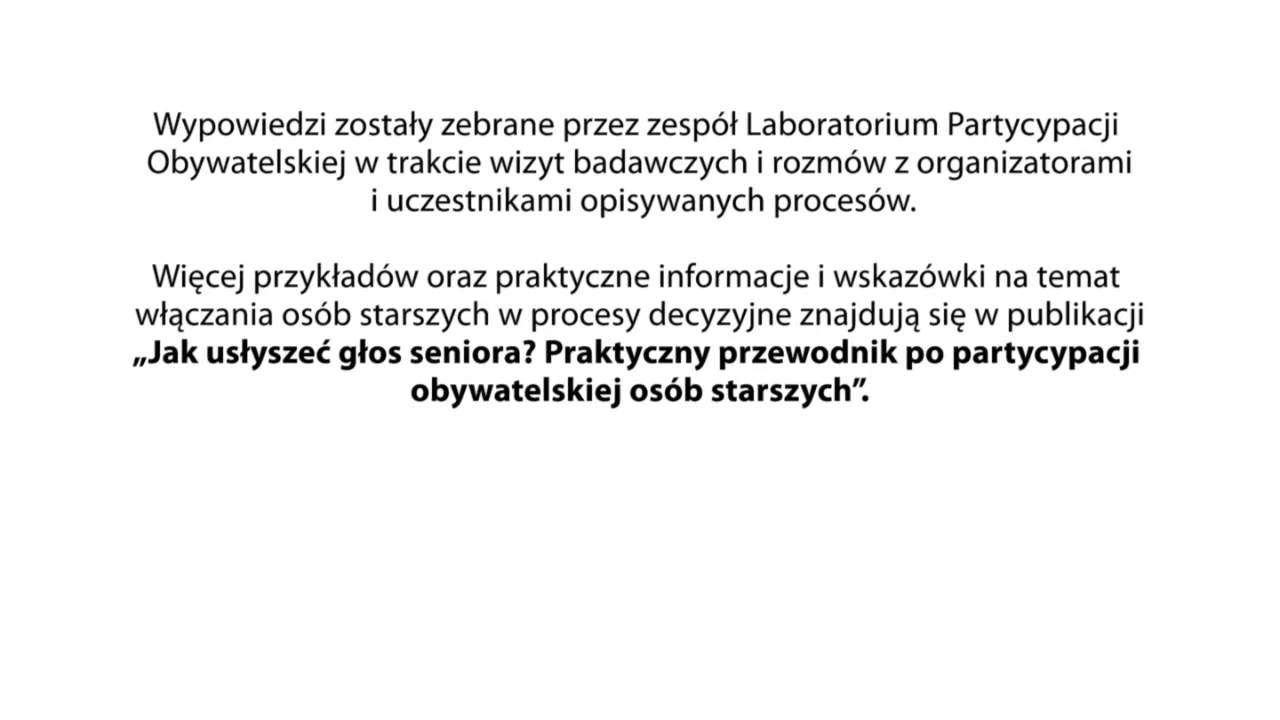 Wypowiedzi zostały zebrane przez zespół Laboratorium Partycypacji
Obywatelskiej w trakcie wizyt badawczych i rozmów z organizatorami
i uczestnikami opisywanych procesów.
Więcej przykładów oraz praktyczne informacje i wskazówki na temat
włączania osób starszych w procesy decyzyjne znajdują się w publikacji
„Jak usłyszeć głos seniora? Praktyczny przewodnik po partycypacji
obywatelskiej osób starszych”.